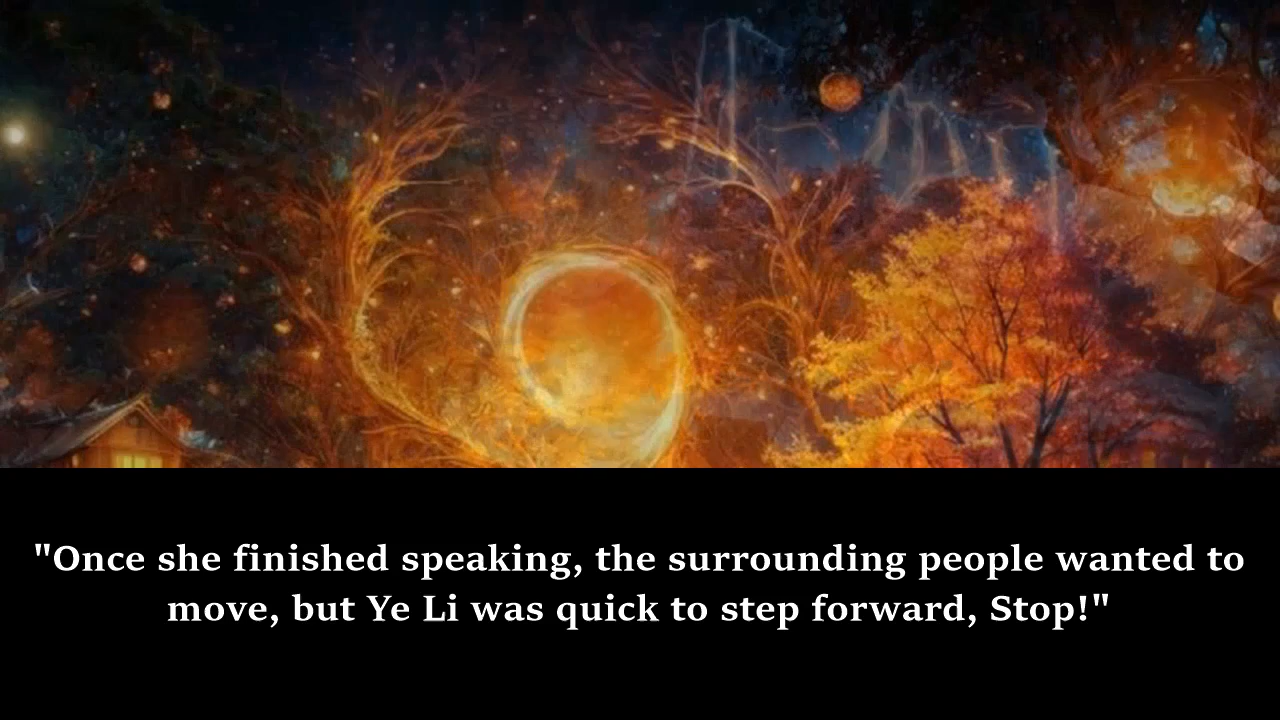 "Once she finished speaking, the surrounding people wanted to
move, but Ye Li was quick to step forward, Stop!"